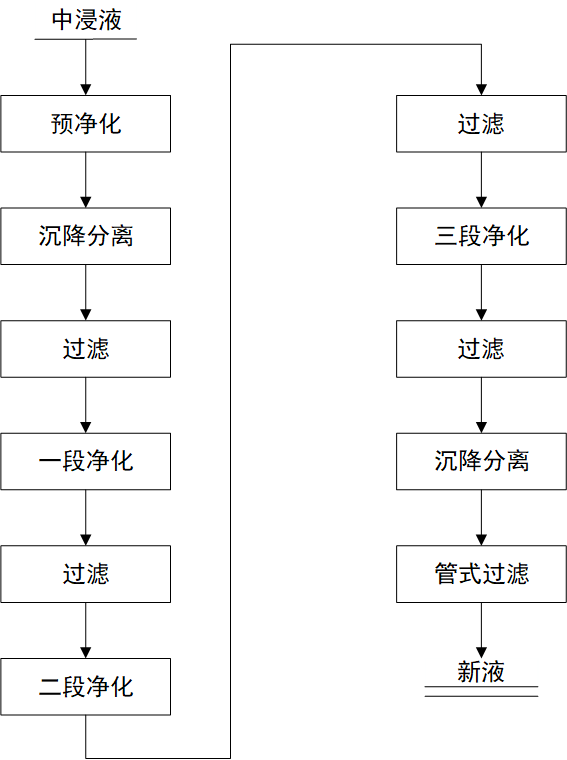 中浸液
预净化
沉降分离
过滤
一段净化
过滤
二段净化
过滤
三段净化
过滤
沉降分离
管式过滤
新液